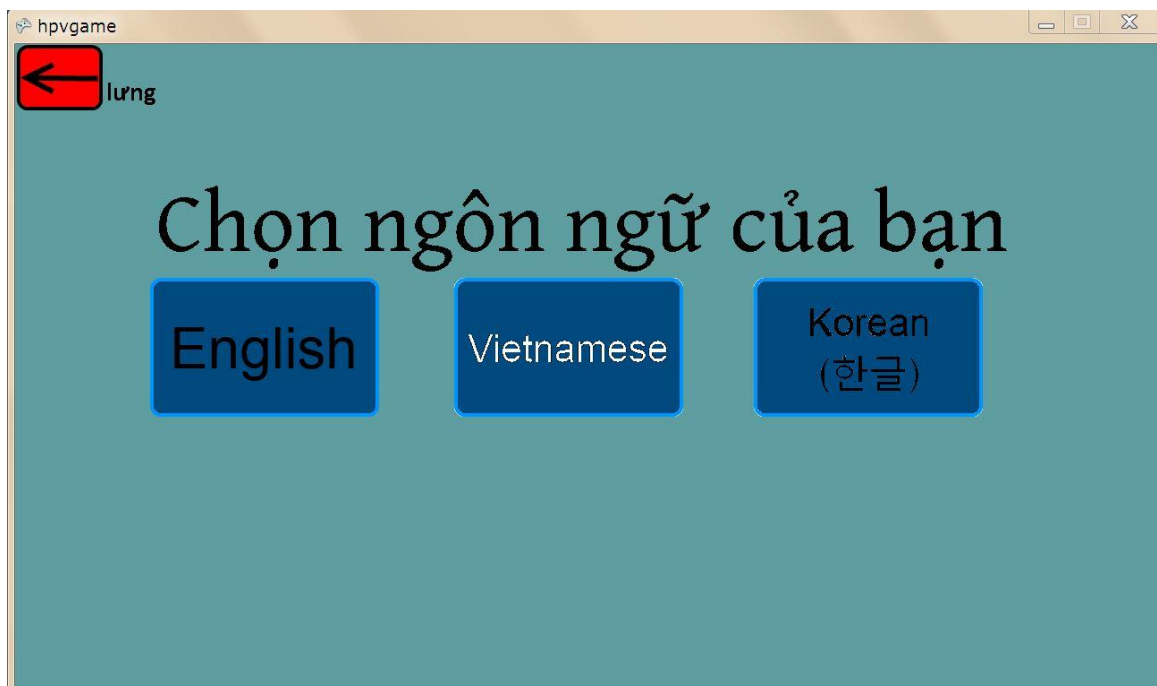 hpvgame
lưng
Chọn ngôn ngữ của bạn
English
Vietnamese
Korean
(한글)